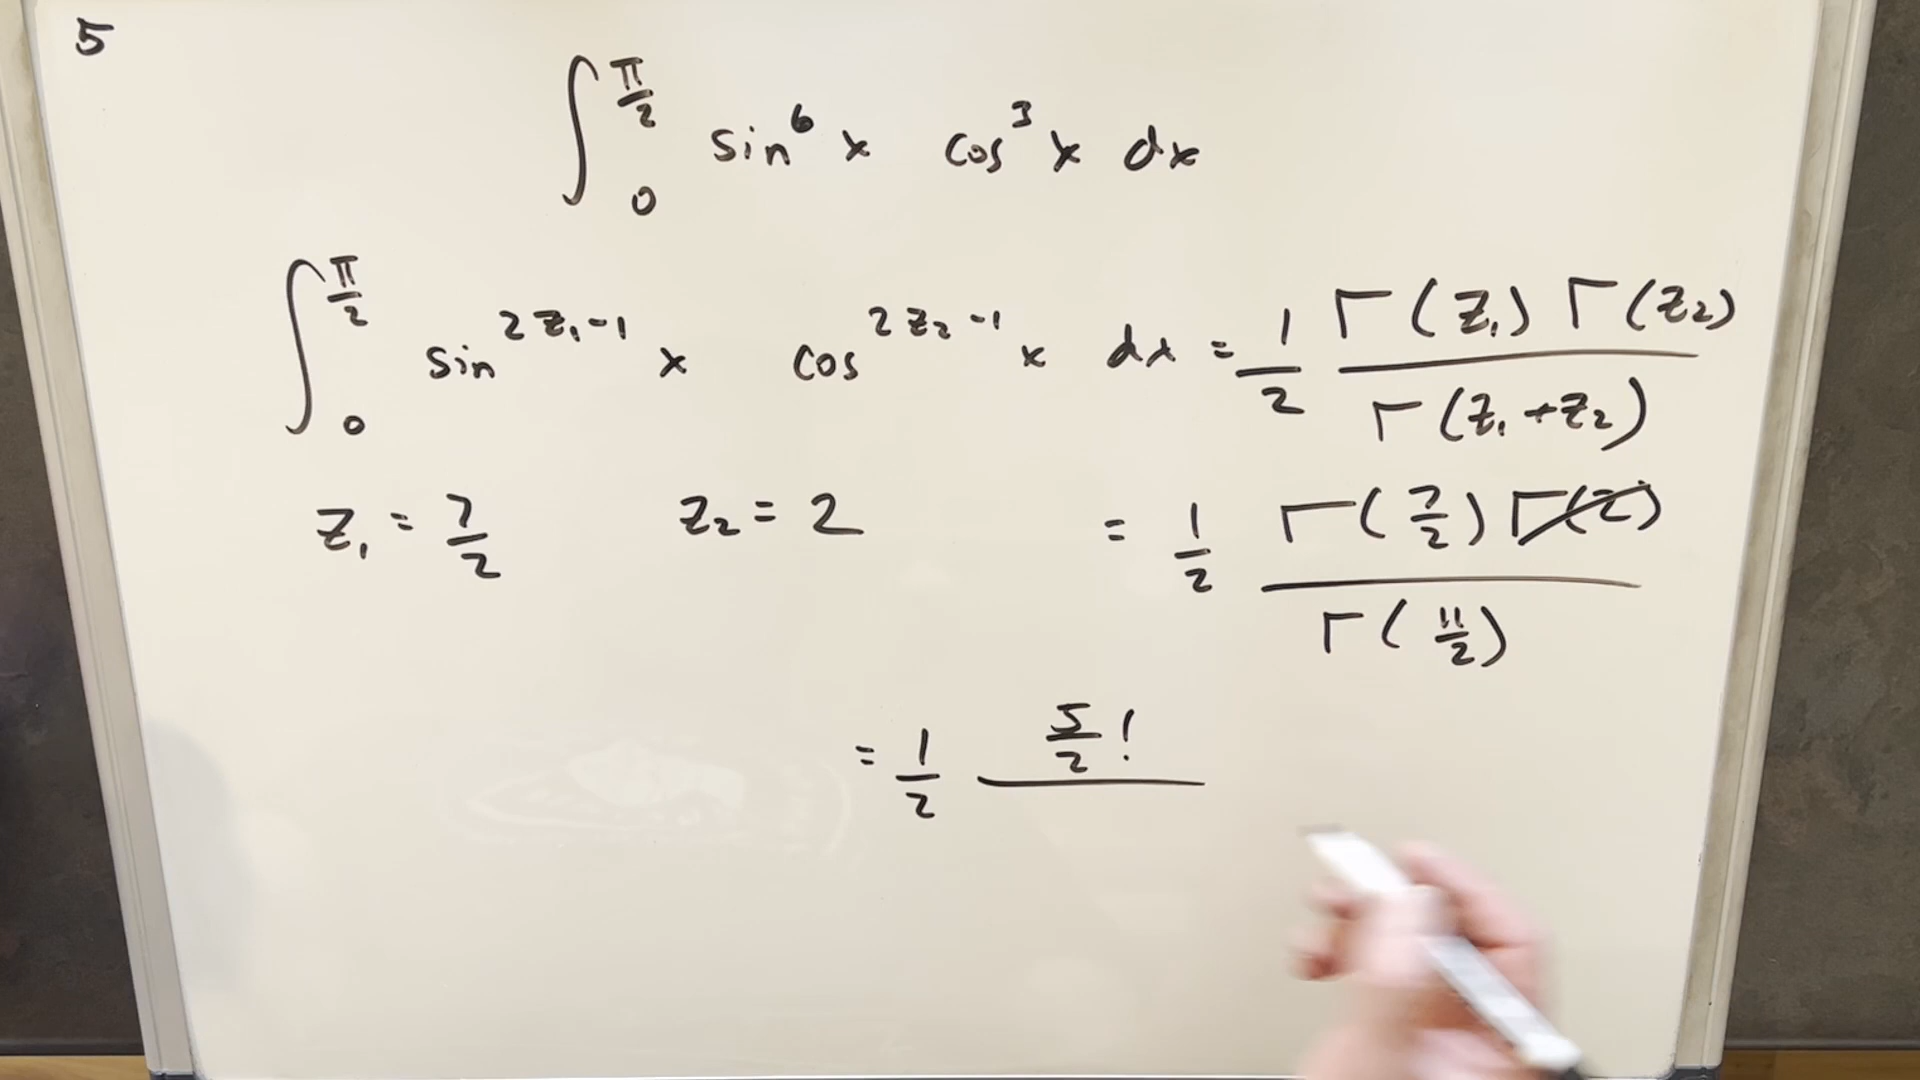 5
∫₀^{π/2} sin⁶ x cos³ x dx
∫₀^{π/2} sin^{2z₁-1} x cos^{2z₂-1} x dx = 1/2 Γ(z₁) Γ(z₂) / Γ(z₁+z₂)
z₁ = 7/2 z₂ = 2 = 1/2 Γ(7/2) Γ(2) / Γ(11/2)
= 1/2 5/2 ! /